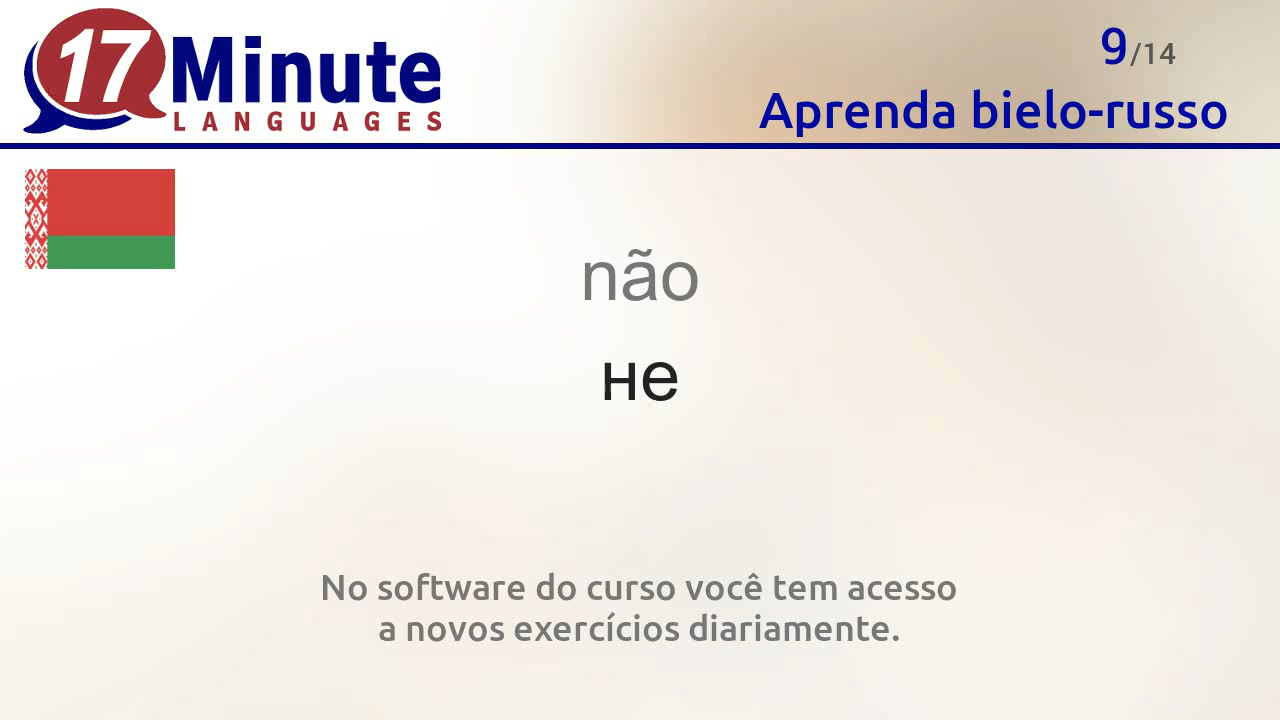 17 Minute
LANGUAGES
9/14
Aprenda bielo-russo
não
не
No software do curso você tem acesso
a novos exercícios diariamente.